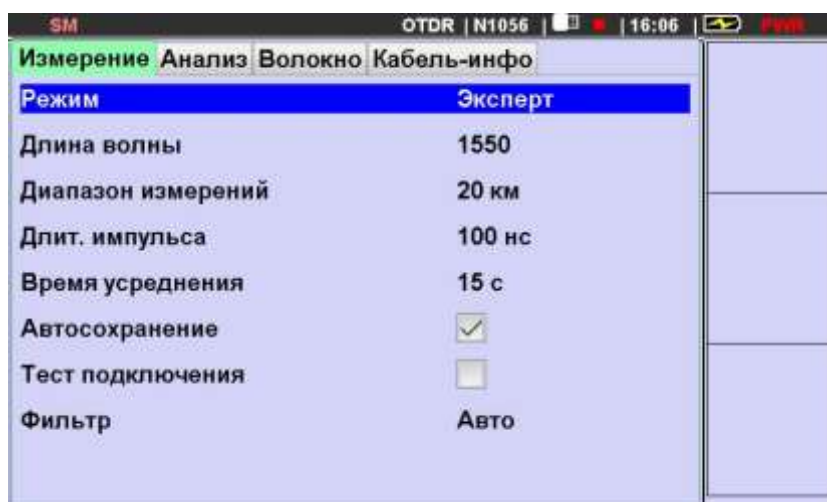 SM OTDR | N1056 | | 16:06 | PWR
Измерение Анализ Волокно Кабель-инфо
Режим Эксперт
Длина волны 1550
Диапазон измерений 20 км
Длит. импульса 100 нс
Время усреднения 15 с
Автосохранение
Тест подключения
Фильтр Авто